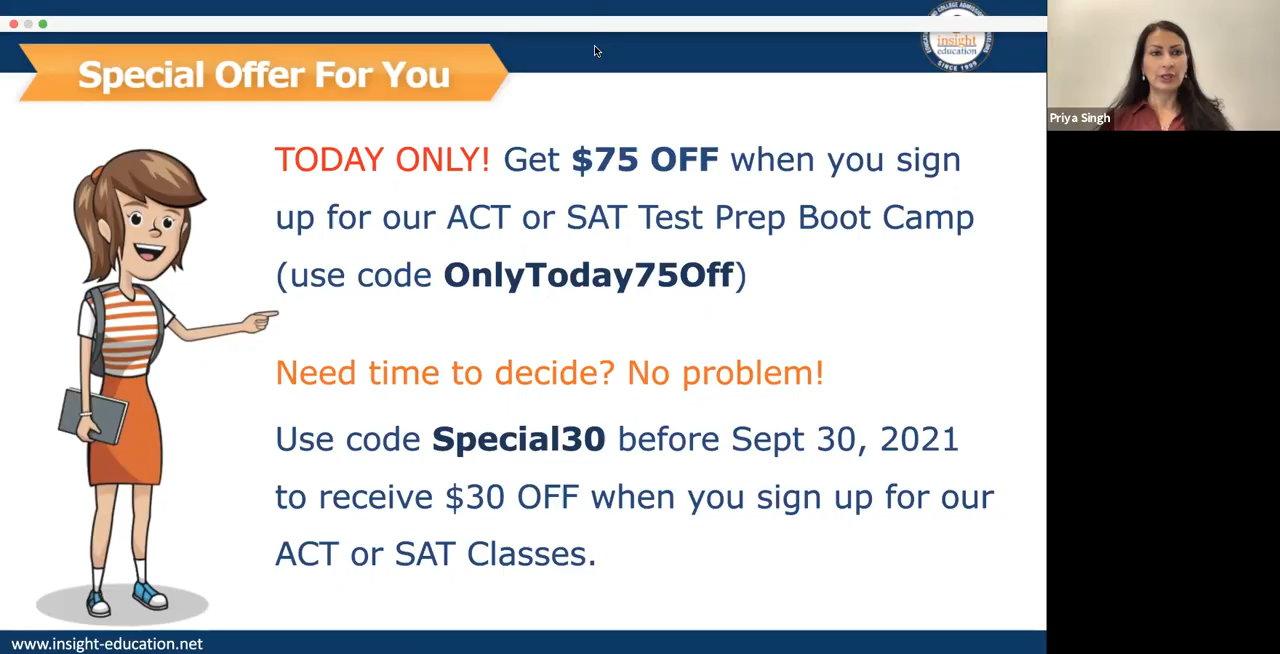 insight
education
SINCE 1999
Special Offer For You
Priya Singh
TODAY ONLY! Get $75 OFF when you sign
up for our ACT or SAT Test Prep Boot Camp
(use code OnlyToday75Off)
Need time to decide? No problem!
Use code Special30 before Sept 30, 2021
to receive $30 OFF when you sign up for our
ACT or SAT Classes.
www.insight-education.net